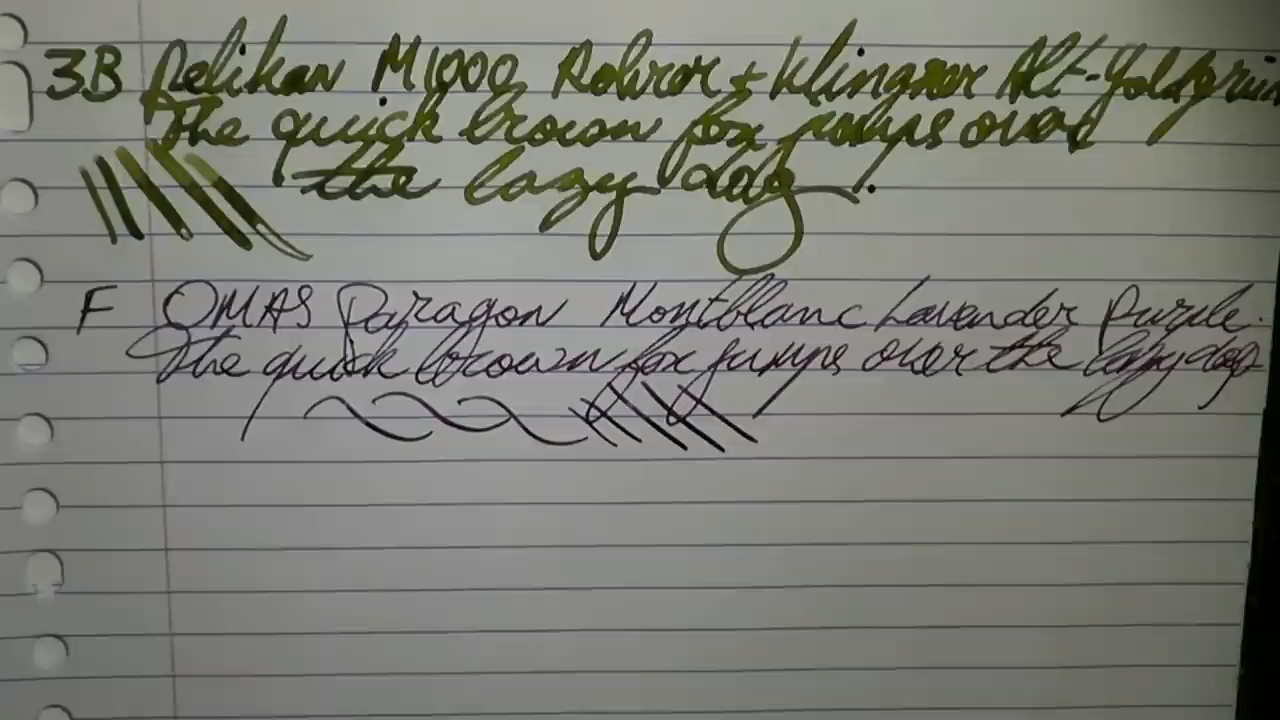 3B Pelikan M1000 Rohrer + Klingner Alt-Goldgrün
The quick brown fox jumps over
the lazy dog.
F OMAS Paragon Montblanc Lavender Purple.
The quick brown fox jumps over the lazy dog